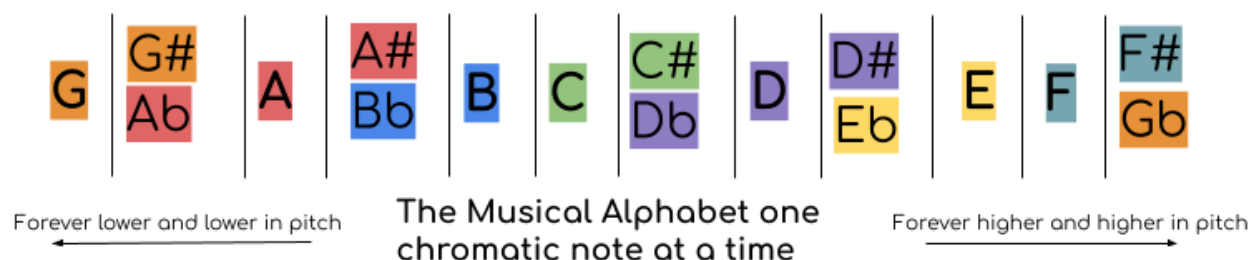 G# A# C# D# F#
G A B C D E F
Ab Bb Db Eb Gb
Forever lower and lower in pitch
The Musical Alphabet one
chromatic note at a time
Forever higher and higher in pitch